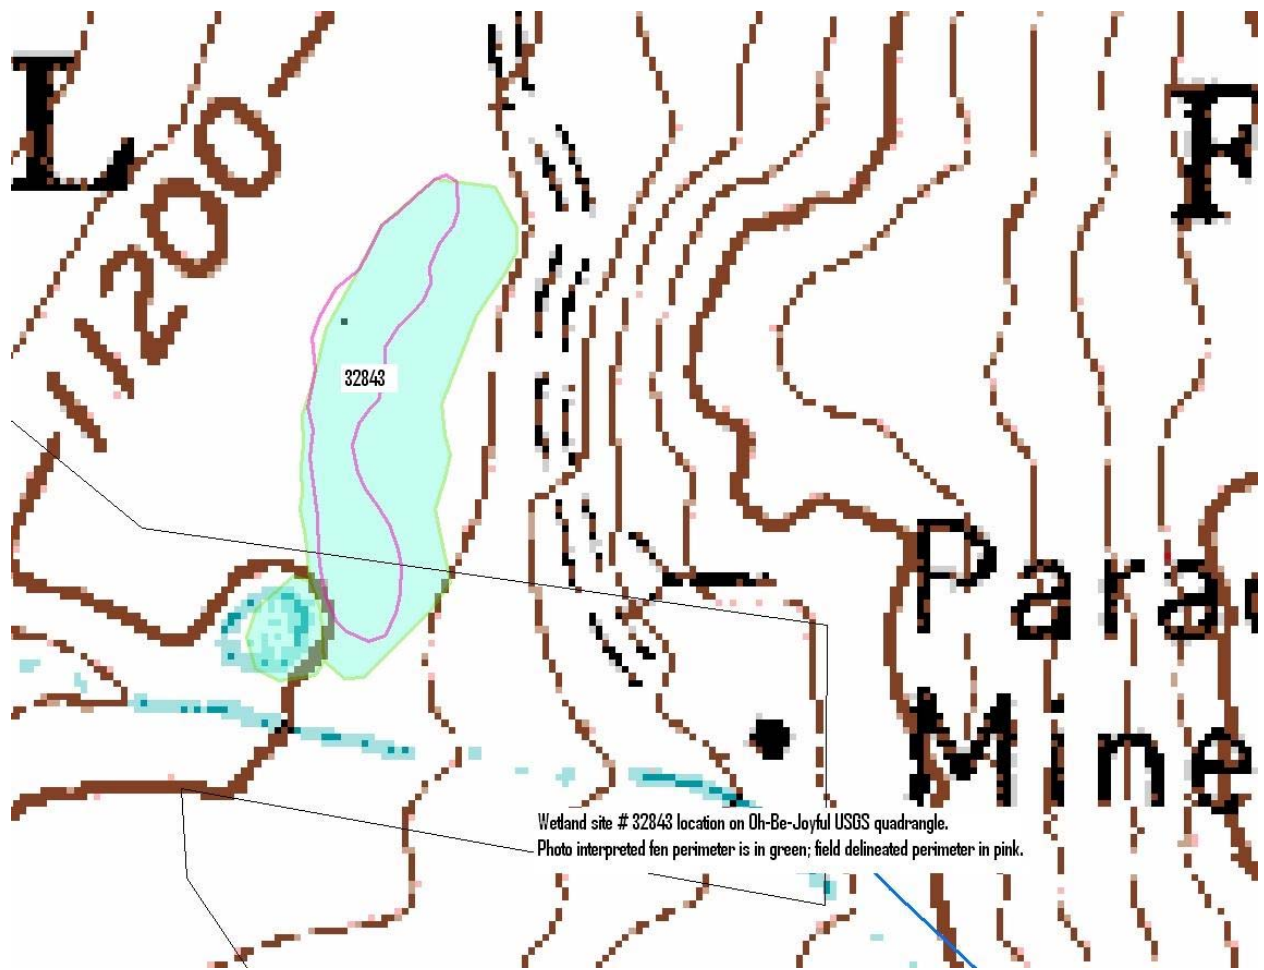 L
F
11200
32843
Para
Mine
Wetland site # 32843 location on Oh-Be-Joyful USGS quadrangle.
Photo interpreted fen perimeter is in green; field delineated perimeter in pink.